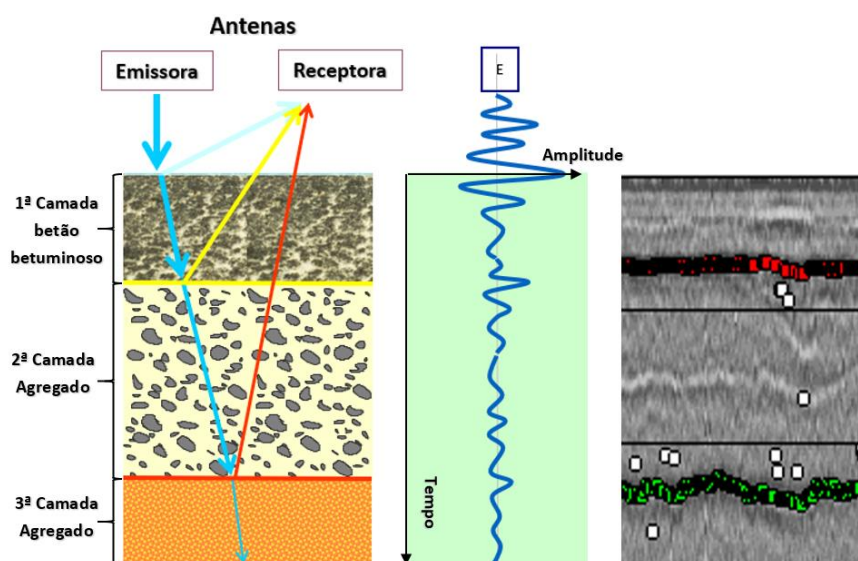 Antenas
Emissora
Receptora
E
Amplitude
1ª Camada
betão
betuminoso
2ª Camada
Agregado
Tempo
3ª Camada
Agregado